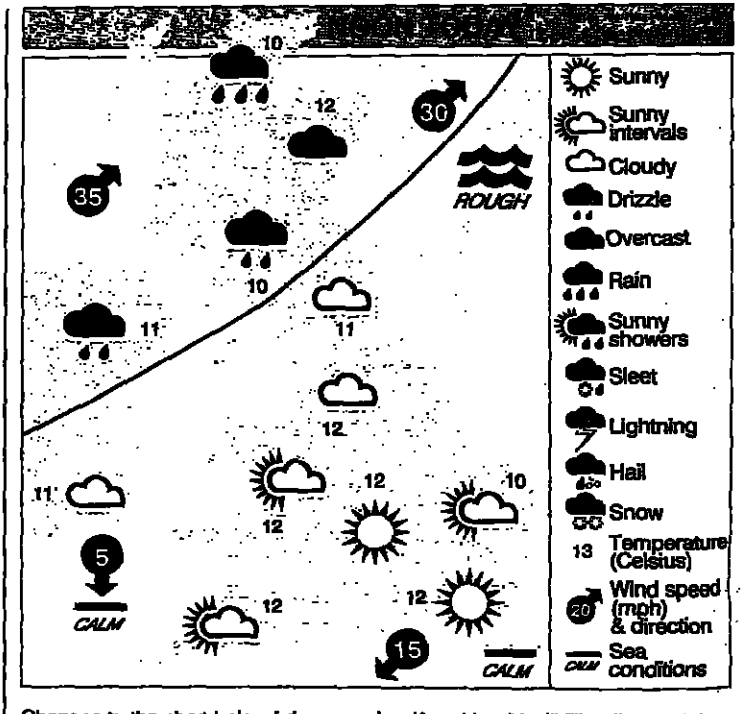 10
12
30
35
ROUGH
10
11
11
12
11
12
12
10
5
CALM
12
12
15
CALM
Sunny
Sunny
intervals
Cloudy
Drizzle
Overcast
Rain
Sunny
showers
Sleet
Lightning
Hail
Snow
13 Temperature
(Celsius)
20 Wind speed
(mph)
& direction
CALM Sea
conditions